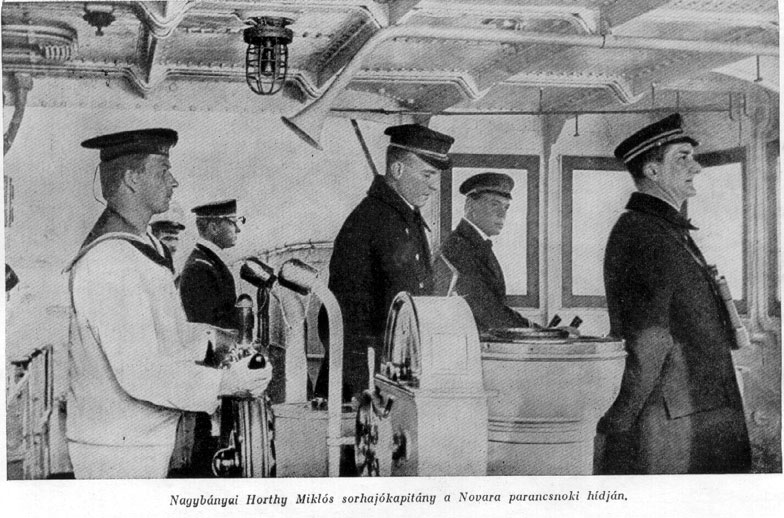 Nagybányai Horthy Miklós sorhajókapitány a Novara parancsnoki hídján.